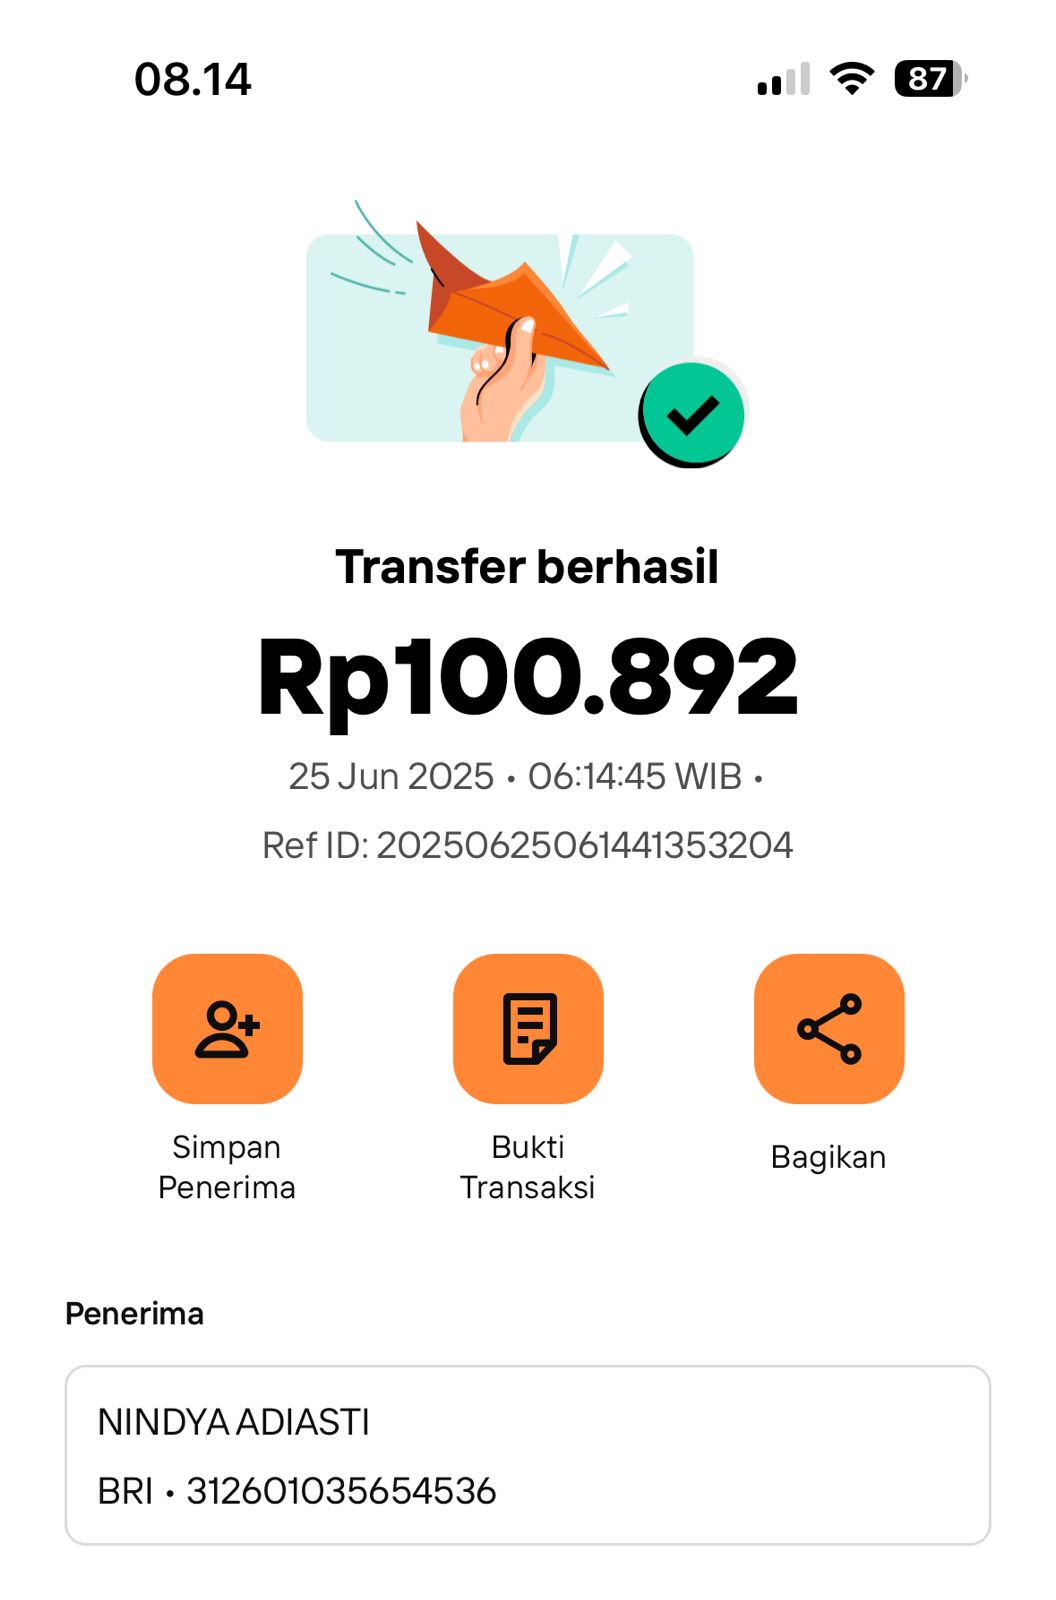 08.14
87
Transfer berhasil
Rp100.892
25 Jun 2025 • 06:14:45 WIB •
Ref ID: 20250625061441353204
Simpan
Penerima
Bukti
Transaksi
Bagikan
Penerima
NINDYA ADIASTI
BRI • 312601035654536